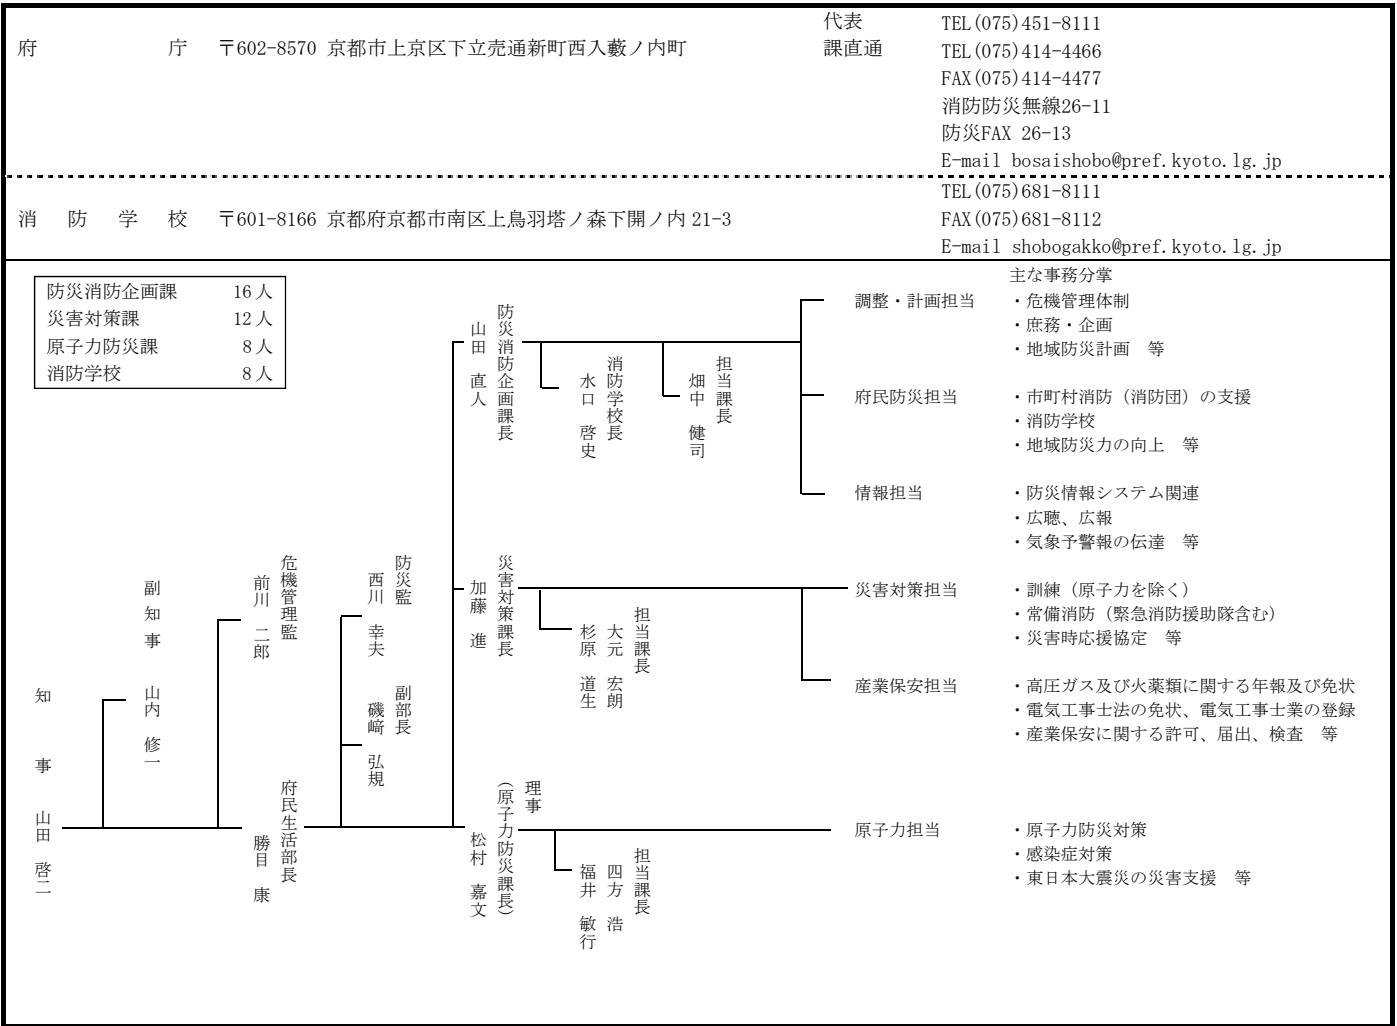 府　庁　〒602-8570 京都市上京区下立売通新町西入藪ノ内町
代表　TEL(075)451-8111
課直通　TEL(075)414-4466
FAX(075)414-4477
消防防災無線26-11
防災FAX 26-13
E-mail bosaishobo@pref.kyoto.lg.jp
消防学校　〒601-8166 京都府京都市南区上鳥羽塔ノ森下開ノ内 21-3
TEL(075)681-8111
FAX(075)681-8112
E-mail shobogakko@pref.kyoto.lg.jp
防災消防企画課　16人
災害対策課　12人
原子力防災課　8人
消防学校　8人
知事　山田　啓二
副知事　山内　修一
危機管理監
前川　二郎
府民生活部長
勝目　康
防災監
西川　幸夫
副部長
磯﨑　弘規
防災消防企画課長
山田　直人
消防学校長
水口　啓史
担当課長
畑中　健司
災害対策課長
加藤　進
担当課長
大元　宏朗
杉原　道生
理事
（原子力防災課長）
松村　嘉文
担当課長
四方　浩
福井　敏行
主な事務分掌
調整・計画担当　・危機管理体制
・庶務・企画
・地域防災計画　等
府民防災担当　・市町村消防（消防団）の支援
・消防学校
・地域防災力の向上　等
情報担当　・防災情報システム関連
・広聴、広報
・気象予警報の伝達　等
災害対策担当　・訓練（原子力を除く）
・常備消防（緊急消防援助隊含む）
・災害時応援協定　等
産業保安担当　・高圧ガス及び火薬類に関する年報及び免状
・電気工事士法の免状、電気工事士業の登録
・産業保安に関する許可、届出、検査　等
原子力担当　・原子力防災対策
・感染症対策
・東日本大震災の災害支援　等